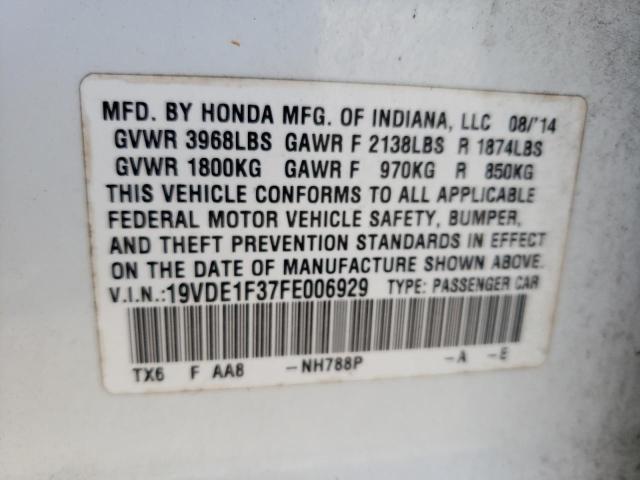 MFD. BY HONDA MFG. OF INDIANA, LLC 08/'14
GVWR 3968LBS GAWR F 2138LBS R 1874LBS
GVWR 1800KG GAWR F 970KG R 850KG
THIS VEHICLE CONFORMS TO ALL APPLICABLE
FEDERAL MOTOR VEHICLE SAFETY, BUMPER,
AND THEFT PREVENTION STANDARDS IN EFFECT
ON THE DATE OF MANUFACTURE SHOWN ABOVE.
V.I.N.:19VDE1F37FE006929 TYPE: PASSENGER CAR
TX6 F AA8 -NH788P -A -E